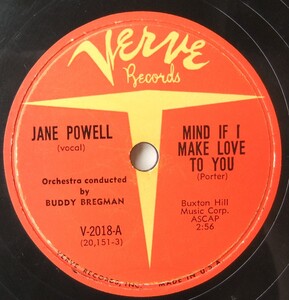 Verve
Records
JANE POWELL
(vocal)
Orchestra conducted
by
BUDDY BREGMAN
V-2018-A
(20,151-3)
MIND IF I
MAKE LOVE
TO YOU
(Porter)
Buxton Hill
Music Corp.
ASCAP
2:56
VERVE RECORDS, INC. MADE IN U.S.A.